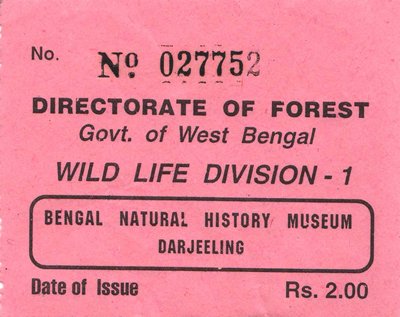 No. Nº 027752
DIRECTORATE OF FOREST
Govt. of West Bengal
WILD LIFE DIVISION - 1
BENGAL NATURAL HISTORY MUSEUM
DARJEELING
Date of Issue Rs. 2.00